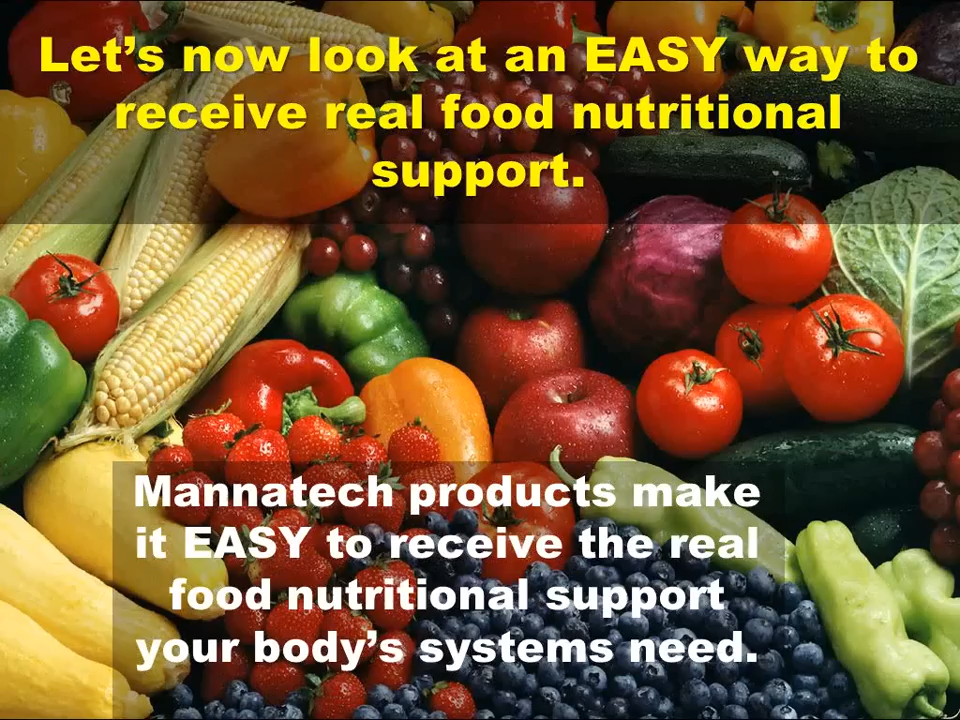 Let’s now look at an EASY way to
receive real food nutritional
support.
Mannatech products make
it EASY to receive the real
food nutritional support
your body’s systems need.